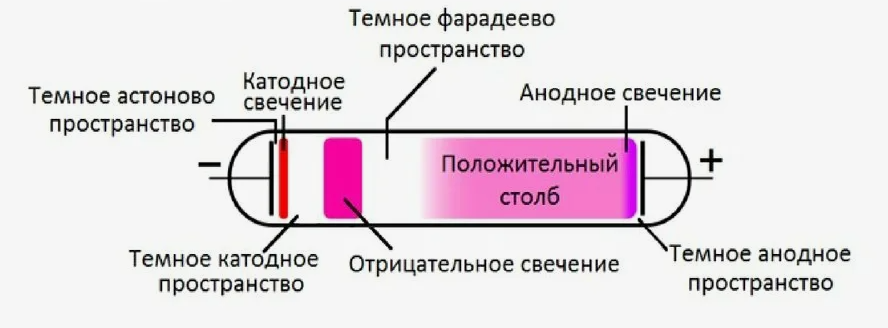 Темное фарадеево
пространство
Катодное
свечение
Анодное свечение
Темное астоново
пространство
–
+
Положительный
столб
Темное катодное
пространство
Отрицательное свечение
Темное анодное
пространство